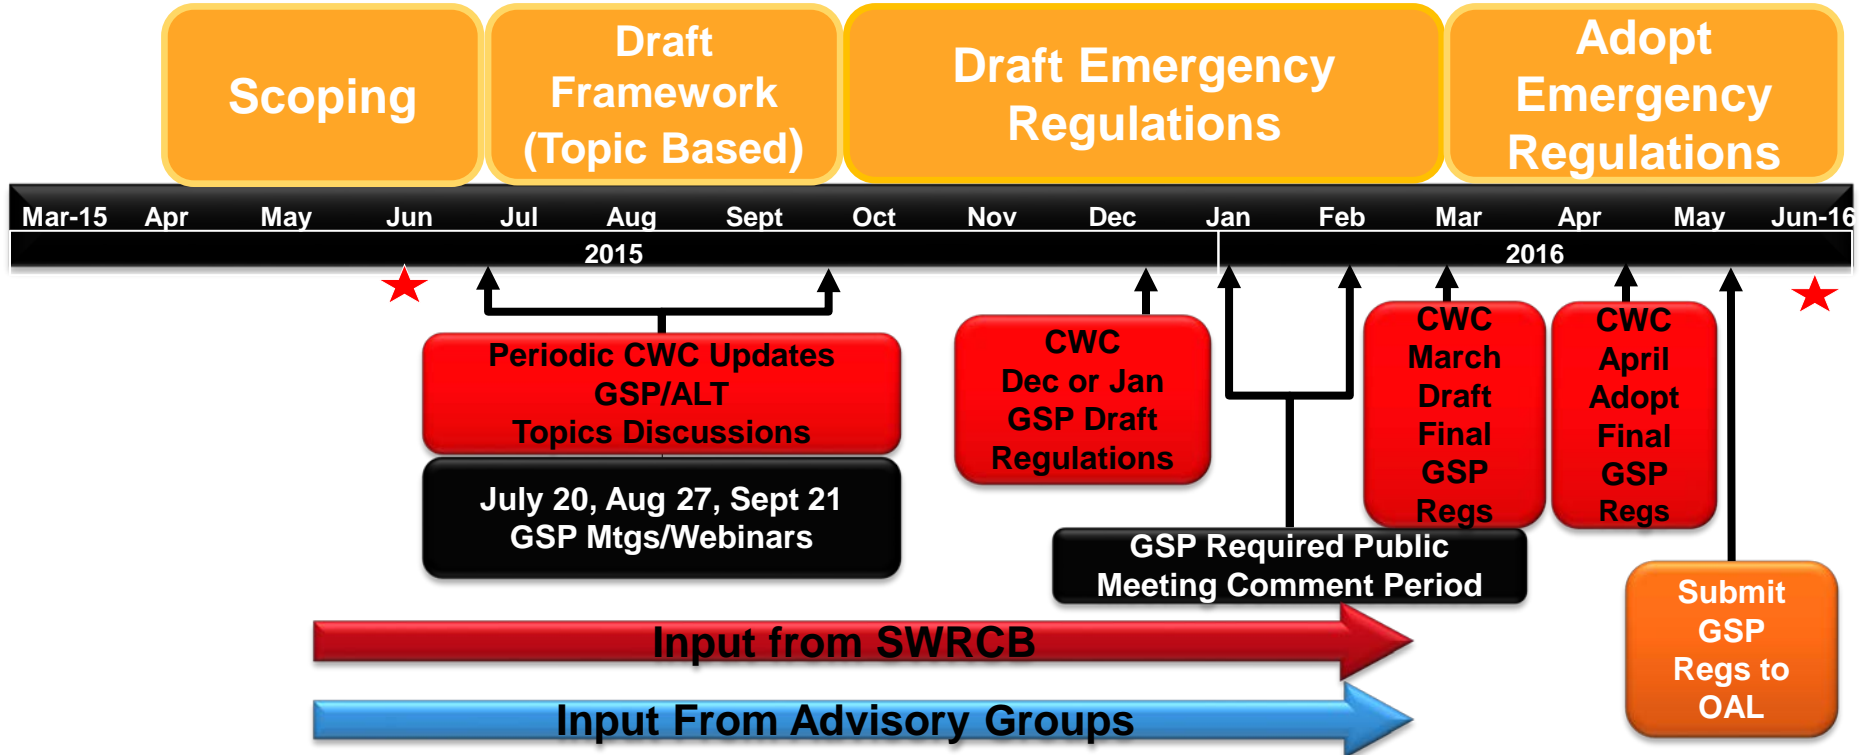 Scoping
Draft
Framework
(Topic Based)
Draft Emergency
Regulations
Adopt
Emergency
Regulations
Mar-15 Apr May Jun Jul Aug Sept Oct Nov Dec Jan Feb Mar Apr May Jun-16
2015 2016
Periodic CWC Updates
GSP/ALT
Topics Discussions
July 20, Aug 27, Sept 21
GSP Mtgs/Webinars
CWC
Dec or Jan
GSP Draft
Regulations
GSP Required Public
Meeting Comment Period
CWC
March
Draft
Final
GSP
Regs
CWC
April
Adopt
Final
GSP
Regs
Submit
GSP
Regs to
OAL
Input from SWRCB
Input From Advisory Groups